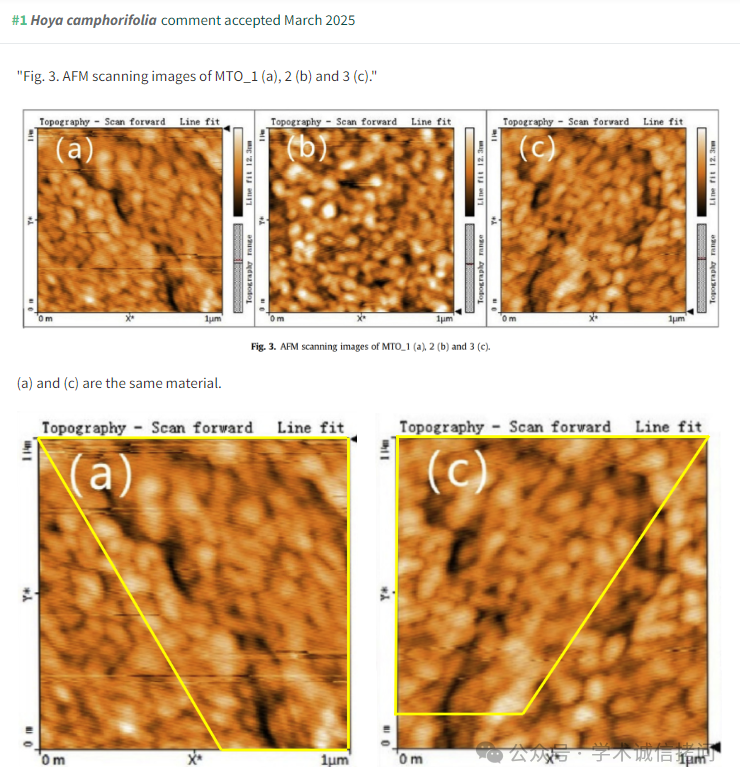 #1 Hoya camphorifolia comment accepted March 2025
"Fig. 3. AFM scanning images of MTO_1 (a), 2 (b) and 3 (c)."
Topography - Scan forward Line fit
Topography - Scan forward Line fit
Topography - Scan forward Line fit
(a)
(b)
(c)
Line fit 12.3nm
Topography range
Line fit 12.3nm
Topography range
Line fit 12.3nm
Topography range
Y*
Y*
Y*
0 m
0 m
0 m
0 m X* 1µm
0 m X* 1µm
0 m X* 1µm
Fig. 3. AFM scanning images of MTO_1 (a), 2 (b) and 3 (c).
(a) and (c) are the same material.
Topography - Scan forward Line fit
Topography - Scan forward Line fit
(a)
(c)
Y*
Y*
0 m
0 m
0 m X* 1µm
0 m X* 1µm
公众号 · 学术诚信拷问